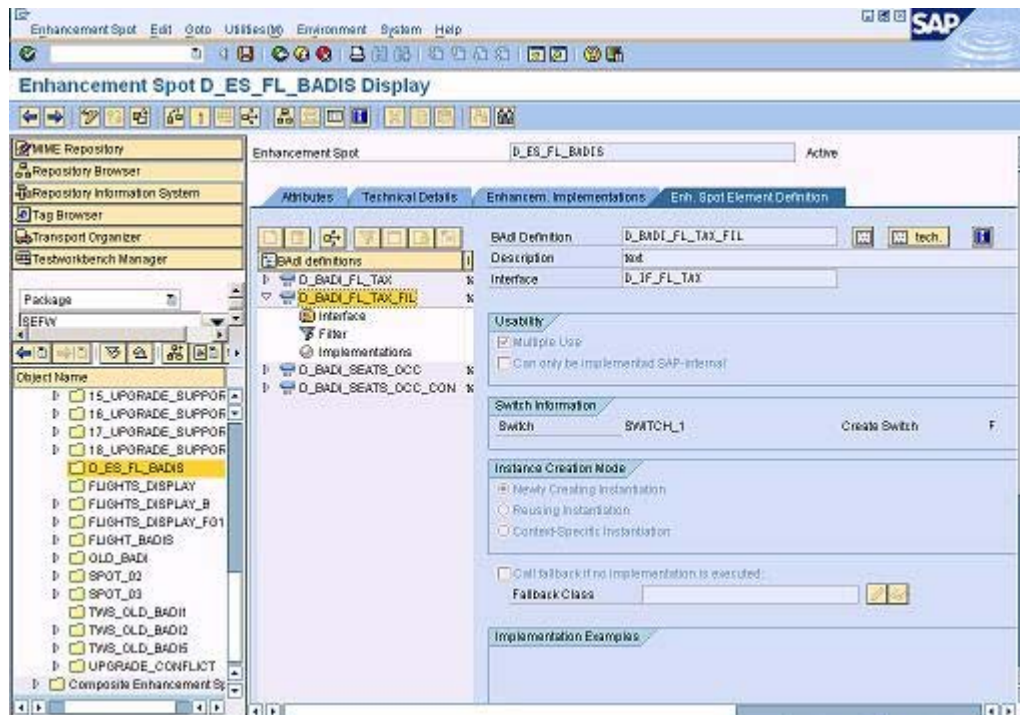 Enhancement Spot Edit Goto Utilities(M) Environment System Help
SAP
Enhancement Spot D_ES_FL_BADIS Display
MIME Repository
Repository Browser
Repository Information System
Tag Browser
Transport Organizer
Testworkbench Manager
Package
SEFW
Object Name
15_UPGRADE_SUPPOR
16_UPGRADE_SUPPOR
17_UPGRADE_SUPPOR
18_UPGRADE_SUPPOR
D_ES_FL_BADIS
FLIGHTS_DISPLAY
FLIGHTS_DISPLAY_B
FLIGHTS_DISPLAY_FG1
FLIGHT_BADIS
OLD_BADI
SPOT_02
SPOT_03
TWS_OLD_BADI1
TWS_OLD_BADI2
TWS_OLD_BADI5
UPGRADE_CONFLICT
Composite Enhancement Sp
Enhancement Spot D_ES_FL_BADIS Active
Attributes Technical Details Enhancem. Implementations Enh. Spot Element Definition
BAdI definitions
D_BADI_FL_TAX
D_BADI_FL_TAX_FIL
Interface
Filter
Implementations
D_BADI_SEATS_OCC
D_BADI_SEATS_OCC_CON
BAdI Definition D_BADI_FL_TAX_FIL tech.
Description text
Interface D_IF_FL_TAX
Usability
Multiple Use
Can only be implemented SAP-internal
Switch Information
Switch SWITCH_1 Create Switch F
Instance Creation Mode
Newly Creating Instantiation
Reusing Instantiation
Context-Specific Instantiation
Call fallback if no implementation is executed:
Fallback Class
Implementation Examples